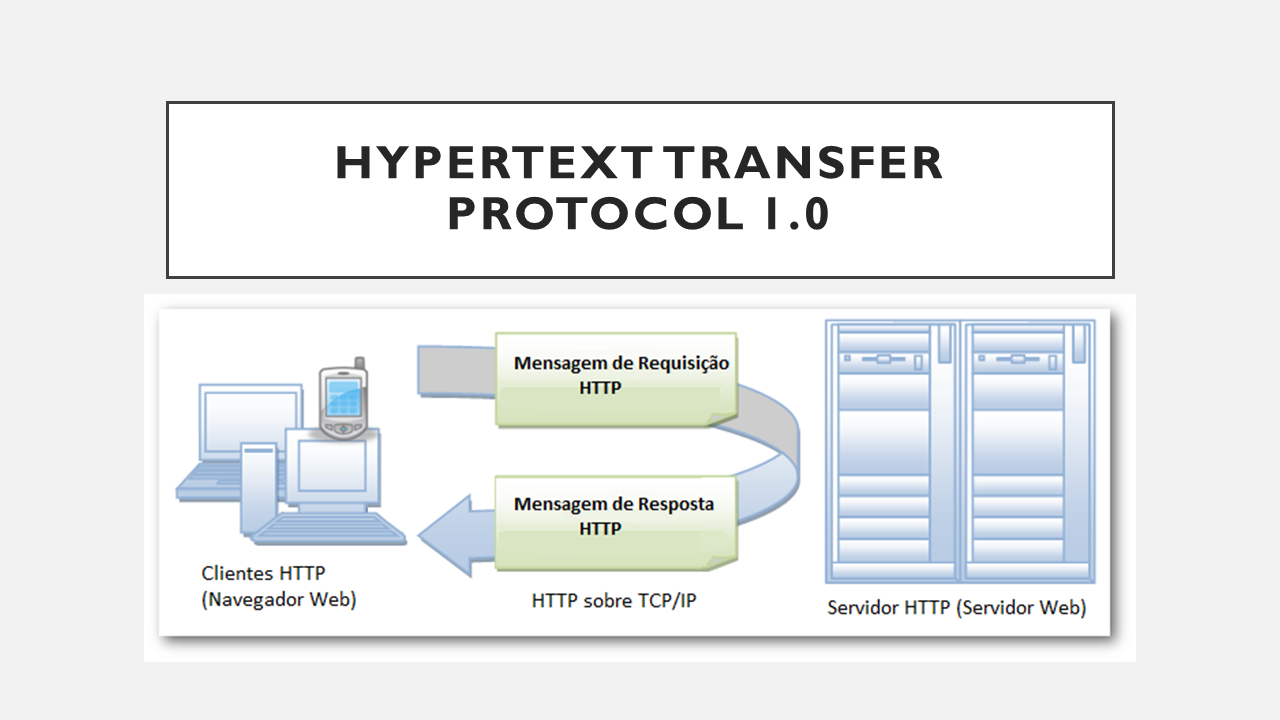 HYPERTEXT TRANSFER
PROTOCOL 1.0
Mensagem de Requisição
HTTP
Mensagem de Resposta
HTTP
Clientes HTTP
(Navegador Web)
HTTP sobre TCP/IP
Servidor HTTP (Servidor Web)